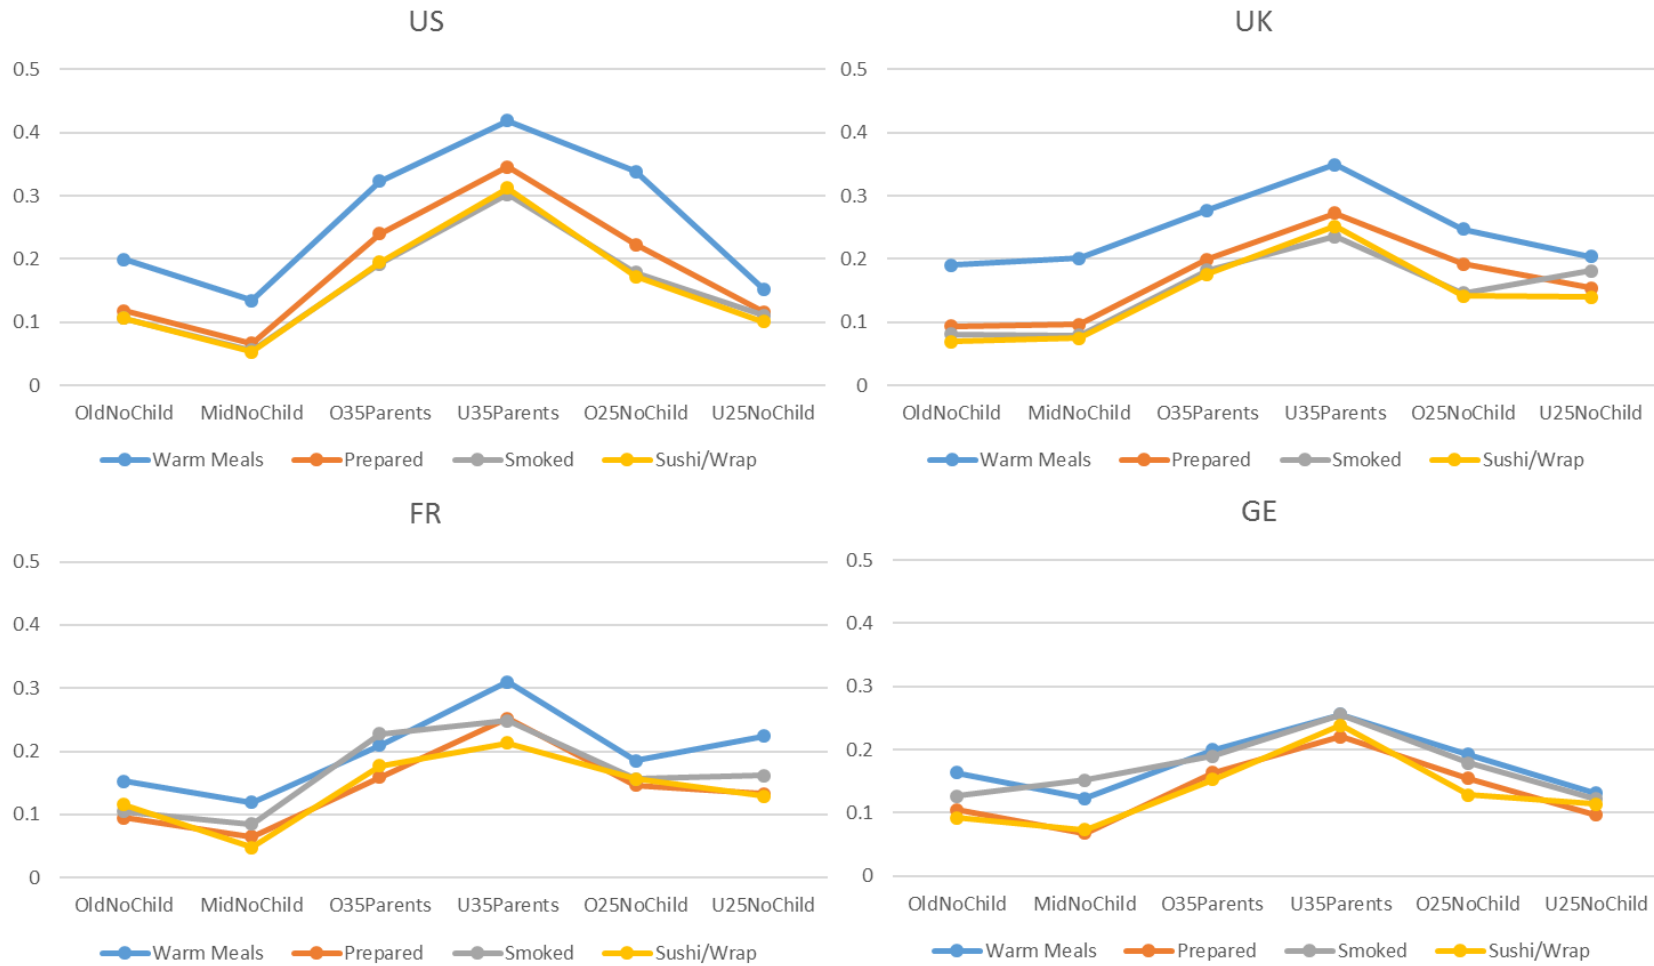 US
0.5
0.4
0.3
0.2
0.1
0
OldNoChild MidNoChild O35Parents U35Parents O25NoChild U25NoChild
Warm Meals Prepared Smoked Sushi/Wrap
UK
0.5
0.4
0.3
0.2
0.1
0
OldNoChild MidNoChild O35Parents U35Parents O25NoChild U25NoChild
Warm Meals Prepared Smoked Sushi/Wrap
FR
0.5
0.4
0.3
0.2
0.1
0
OldNoChild MidNoChild O35Parents U35Parents O25NoChild U25NoChild
Warm Meals Prepared Smoked Sushi/Wrap
GE
0.5
0.4
0.3
0.2
0.1
0
OldNoChild MidNoChild O35Parents U35Parents O25NoChild U25NoChild
Warm Meals Prepared Smoked Sushi/Wrap